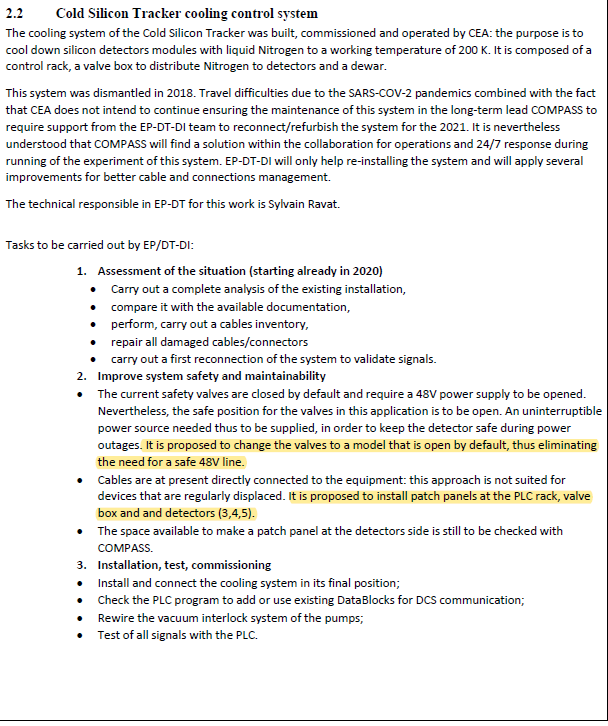 2.2 Cold Silicon Tracker cooling control system
The cooling system of the Cold Silicon Tracker was built, commissioned and operated by CEA: the purpose is to
cool down silicon detectors modules with liquid Nitrogen to a working temperature of 200 K. It is composed of a
control rack, a valve box to distribute Nitrogen to detectors and a dewar.
This system was dismantled in 2018. Travel difficulties due to the SARS-COV-2 pandemics combined with the fact
that CEA does not intend to continue ensuring the maintenance of this system in the long-term lead COMPASS to
require support from the EP-DT-DI team to reconnect/refurbish the system for the 2021. It is nevertheless
understood that COMPASS will find a solution within the collaboration for operations and 24/7 response during
running of the experiment of this system. EP-DT-DI will only help re-installing the system and will apply several
improvements for better cable and connections management.
The technical responsible in EP-DT for this work is Sylvain Ravat.
Tasks to be carried out by EP/DT-DI:
1. Assessment of the situation (starting already in 2020)
• Carry out a complete analysis of the existing installation,
• compare it with the available documentation,
• perform, carry out a cables inventory,
• repair all damaged cables/connectors
• carry out a first reconnection of the system to validate signals.
2. Improve system safety and maintainability
• The current safety valves are closed by default and require a 48V power supply to be opened.
Nevertheless, the safe position for the valves in this application is to be open. An uninterruptible
power source needed thus to be supplied, in order to keep the detector safe during power
outages. It is proposed to change the valves to a model that is open by default, thus eliminating
the need for a safe 48V line.
• Cables are at present directly connected to the equipment: this approach is not suited for
devices that are regularly displaced. It is proposed to install patch panels at the PLC rack, valve
box and and detectors (3,4,5).
• The space available to make a patch panel at the detectors side is still to be checked with
COMPASS.
3. Installation, test, commissioning
• Install and connect the cooling system in its final position;
• Check the PLC program to add or use existing DataBlocks for DCS communication;
• Rewire the vacuum interlock system of the pumps;
• Test of all signals with the PLC.